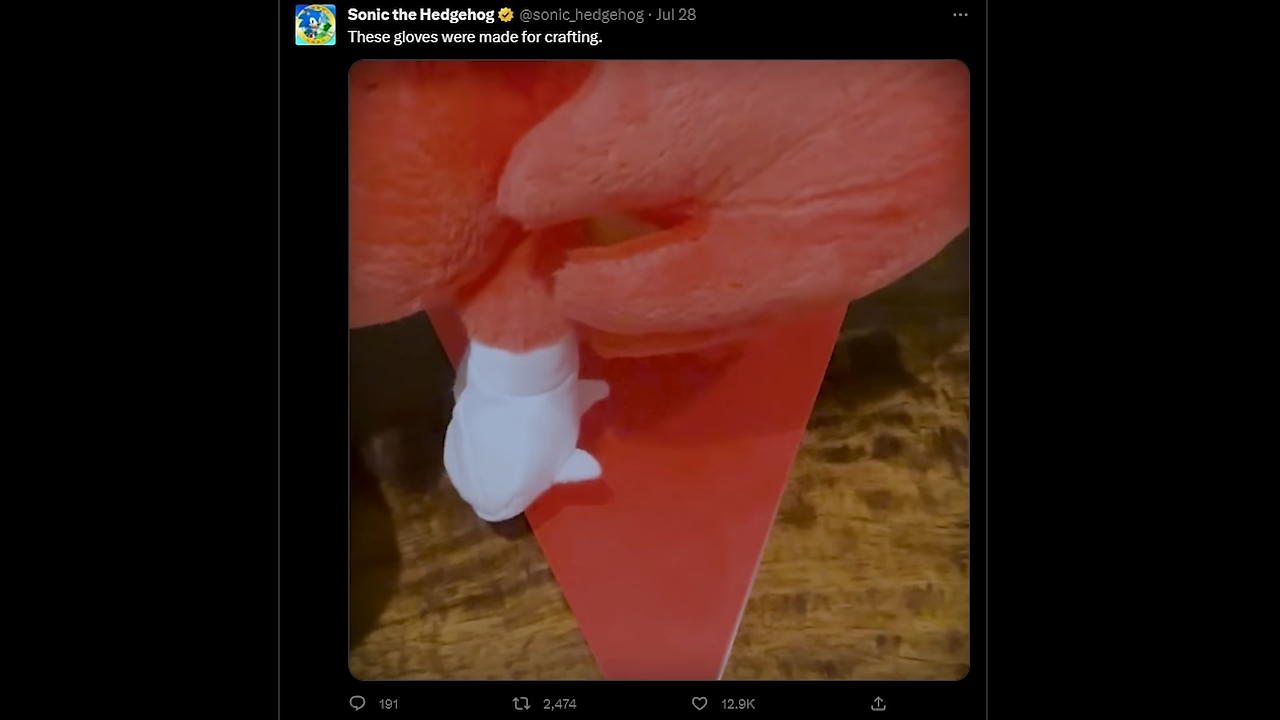 Sonic the Hedgehog @sonic_hedgehog · Jul 28
These gloves were made for crafting.
191 2,474 12.9K